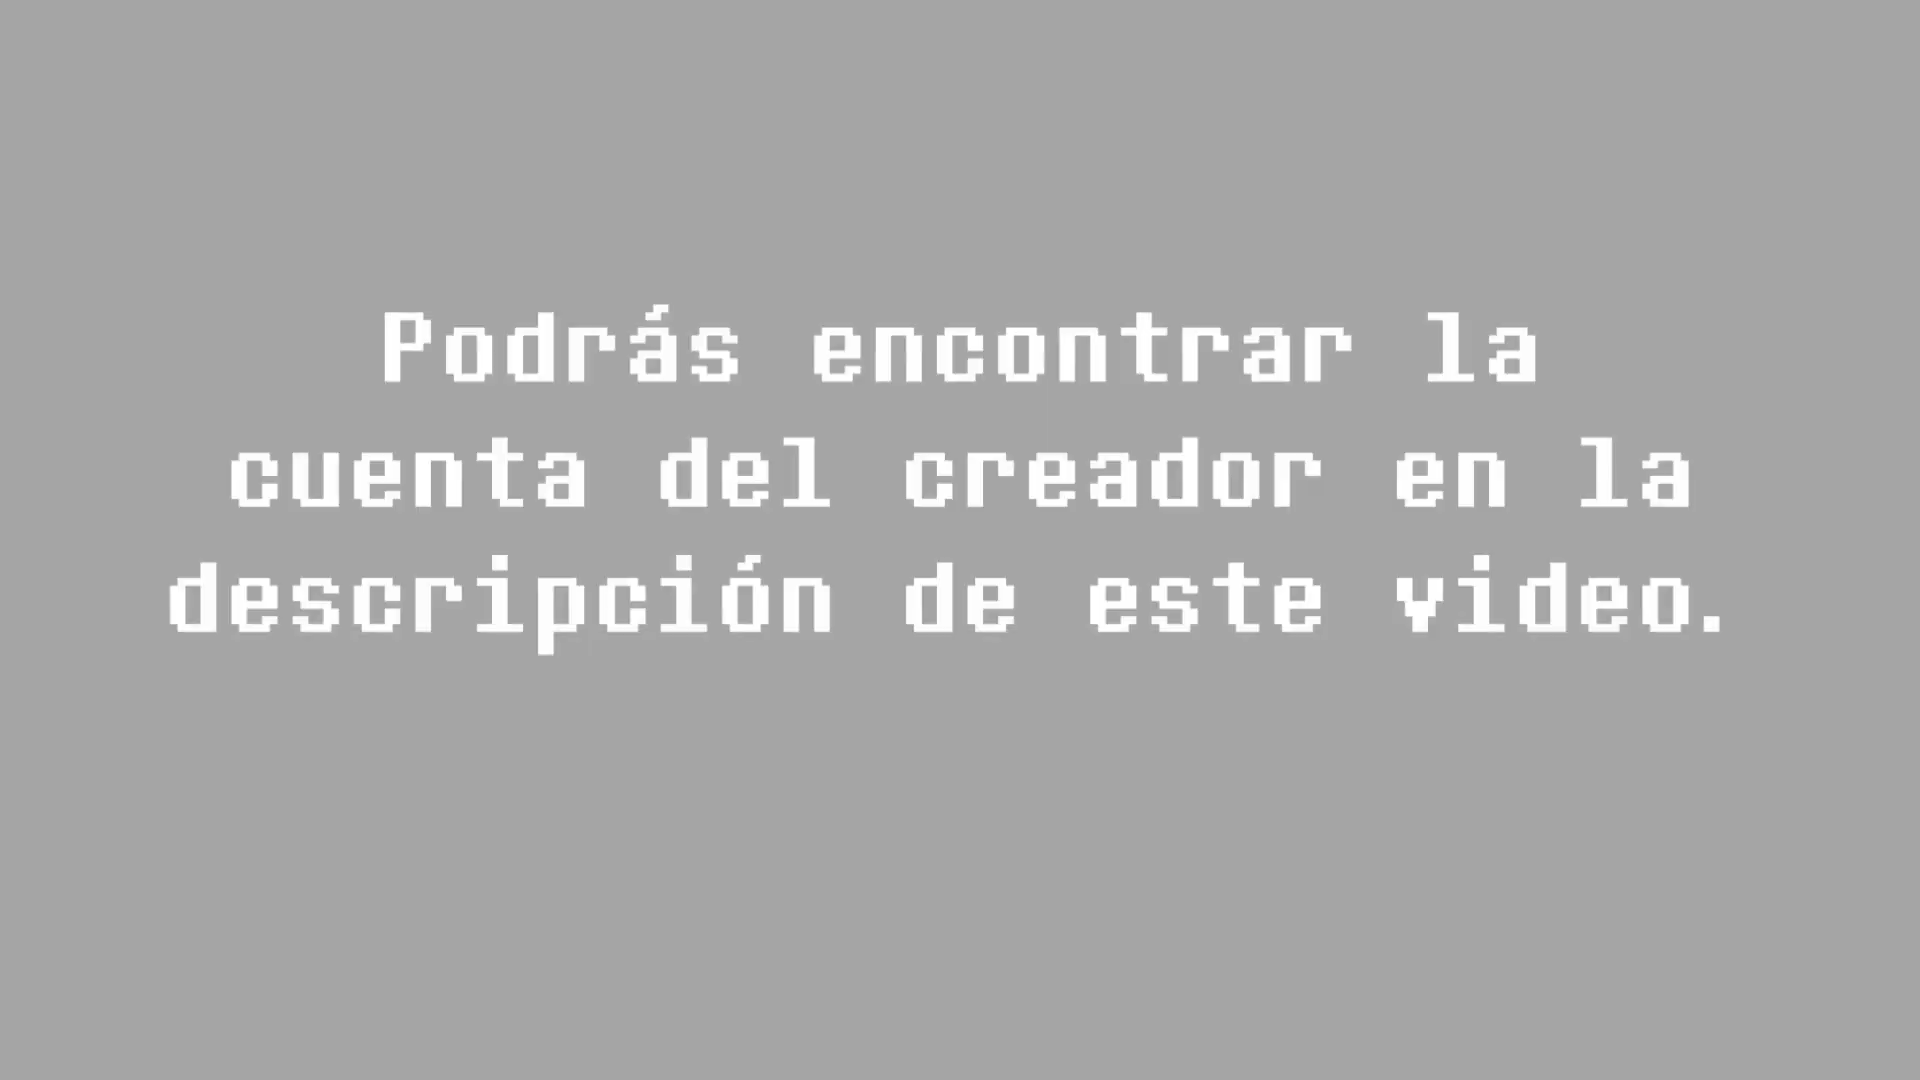 Podrás encontrar la
cuenta del creador en la
descripción de este video.